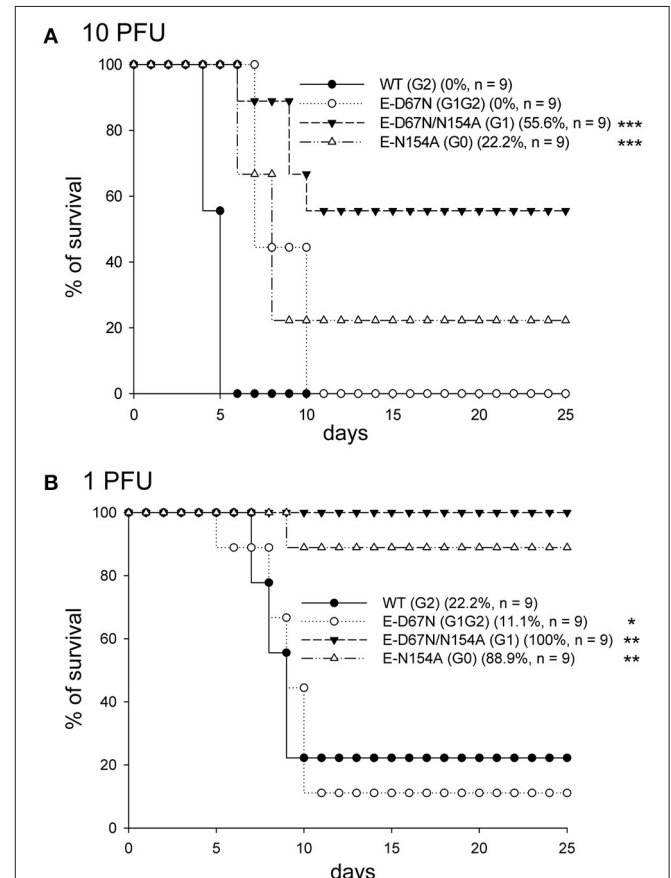 A 10 PFU
100
80
60
40
20
0
% of survival
WT (G2) (0%, n = 9)
E-D67N (G1G2) (0%, n = 9)
E-D67N/N154A (G1) (55.6%, n = 9) ***
E-N154A (G0) (22.2%, n = 9) ***
0 5 10 15 20 25
days
B 1 PFU
100
80
60
40
20
0
% of survival
WT (G2) (22.2%, n = 9)
E-D67N (G1G2) (11.1%, n = 9) *
E-D67N/N154A (G1) (100%, n = 9) **
E-N154A (G0) (88.9%, n = 9) **
0 5 10 15 20 25
days